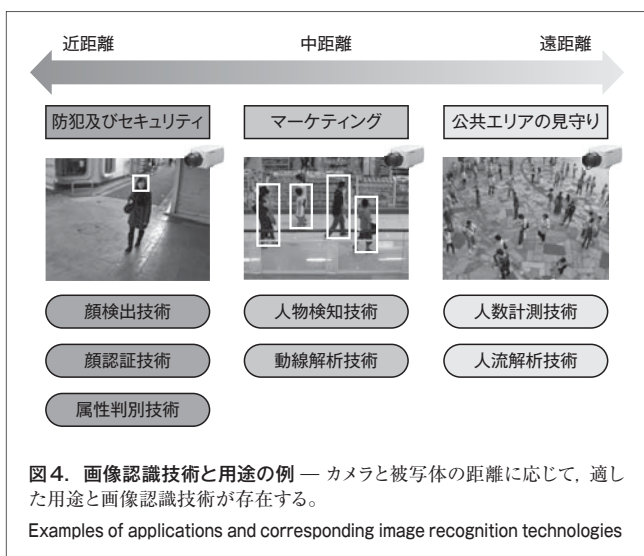 近距離 中距離 遠距離
防犯及びセキュリティ マーケティング 公共エリアの見守り
顔検出技術 人物検知技術 人数計測技術
顔認証技術 動線解析技術 人流解析技術
属性判別技術
図4. 画像認識技術と用途の例 — カメラと被写体の距離に応じて，適し
た用途と画像認識技術が存在する。
Examples of applications and corresponding image recognition technologies